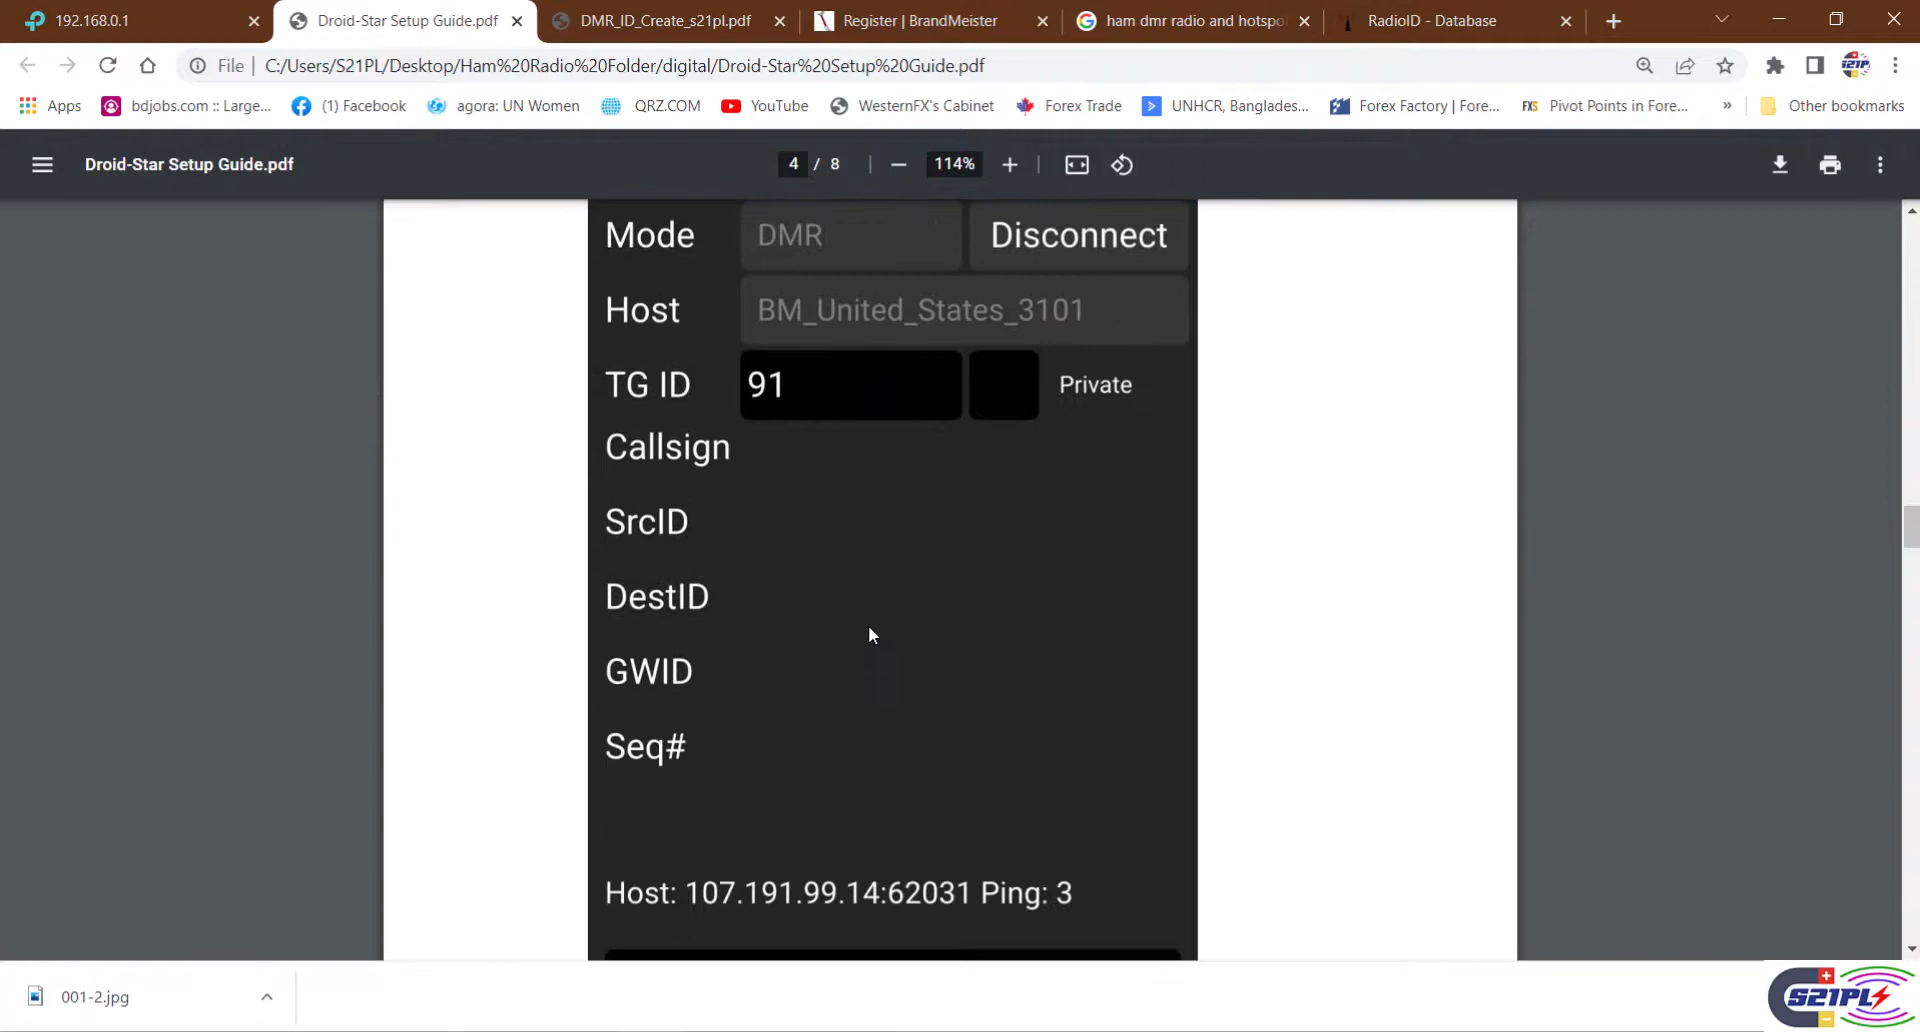 192.168.0.1
Droid-Star Setup Guide.pdf
DMR_ID_Create_s21pl.pdf
Register | BrandMeister
ham dmr radio and hotspo
RadioID - Database
File | C:/Users/S21PL/Desktop/Ham%20Radio%20Folder/digital/Droid-Star%20Setup%20Guide.pdf
Apps
bdjobs.com :: Large...
(1) Facebook
agora: UN Women
QRZ.COM
YouTube
WesternFX's Cabinet
Forex Trade
UNHCR, Banglades...
Forex Factory | Fore...
FXS Pivot Points in Fore...
»
Other bookmarks
Droid-Star Setup Guide.pdf
4 / 8
114%
Mode DMR Disconnect
Host BM_United_States_3101
TG ID 91 Private
Callsign
SrcID
DestID
GWID
Seq#
Host: 107.191.99.14:62031 Ping: 3
001-2.jpg
S21PL